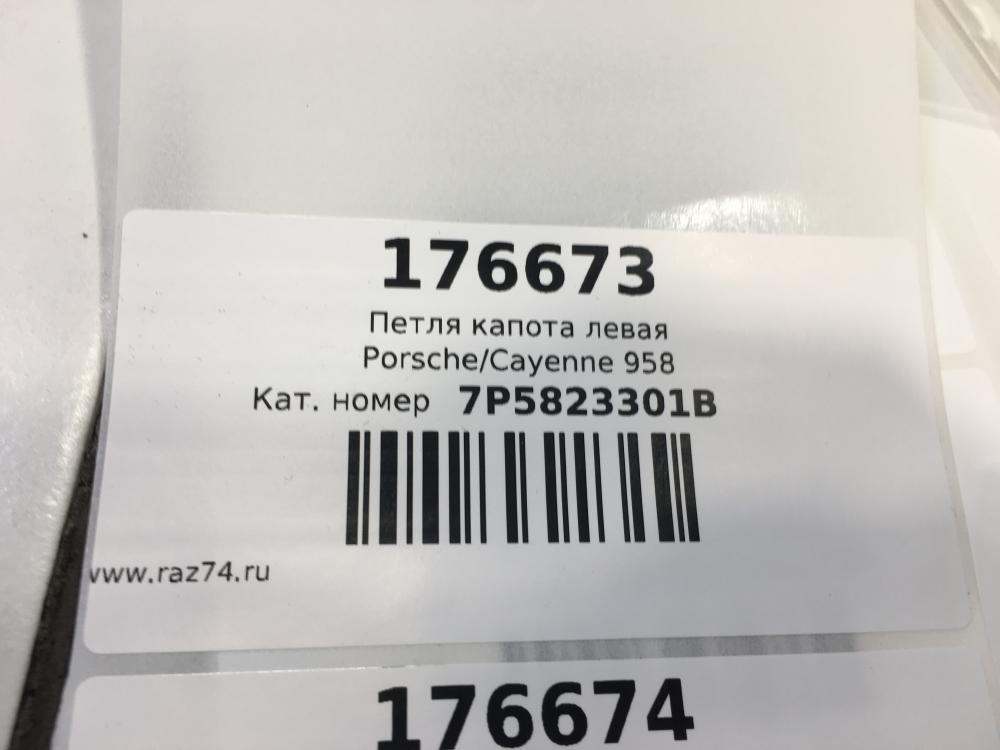 176673
Петля капота левая
Porsche/Cayenne 958
Кат. номер 7P5823301B
www.raz74.ru
176674